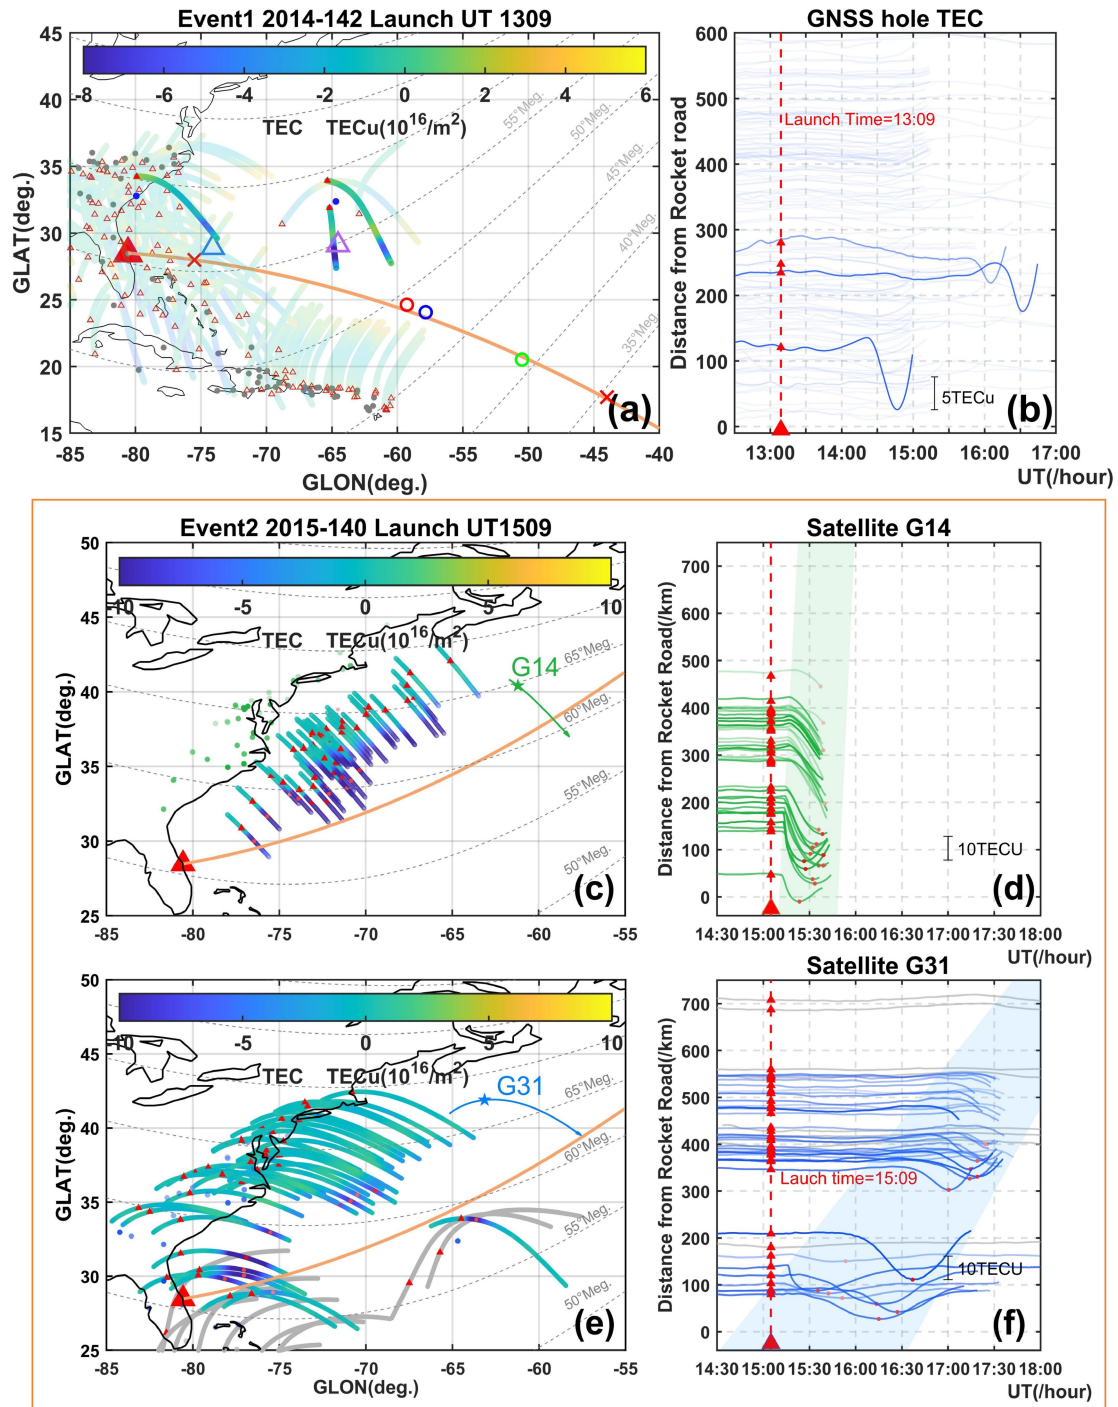 Event1 2014-142 Launch UT 1309
GNSS hole TEC
-8 -6 -4 -2 0 2 4 6
TEC TECu(10¹⁶/m²)
55°Meg.
50°Meg.
45°Meg.
40°Meg.
35°Meg.
45
40
35
30
25
20
15
GLAT(deg.)
(a)
-85 -80 -75 -70 -65 -60 -55 -50 -45 -40
GLON(deg.)
600
500
400
300
200
100
0
Distance from Rocket road
Launch Time=13:09
5TECu
(b)
13:00 14:00 15:00 16:00 17:00
UT(/hour)
Event2 2015-140 Launch UT1509
Satellite G14
-10 -5 0 5 10
TEC TECu(10¹⁶/m²)
65°Meg.
G14
60°Meg.
55°Meg.
50°Meg.
50
45
40
35
30
25
GLAT(deg.)
(c)
-85 -80 -75 -70 -65 -60 -55
700
600
500
400
300
200
100
0
Distance from Rocket Road(/km)
10TECU
(d)
14:30 15:00 15:30 16:00 16:30 17:00 17:30 18:00
UT(/hour)
Satellite G31
-10 -5 0 5 10
TEC TECu(10¹⁶/m²)
65°Meg.
G31
60°Meg.
55°Meg.
50°Meg.
50
45
40
35
30
25
GLAT(deg.)
(e)
-85 -80 -75 -70 -65 -60 -55
GLON(deg.)
700
600
500
400
300
200
100
0
Distance from Rocket Road(/km)
Lauch time=15:09
10TECU
(f)
14:30 15:00 15:30 16:00 16:30 17:00 17:30 18:00
UT(/hour)